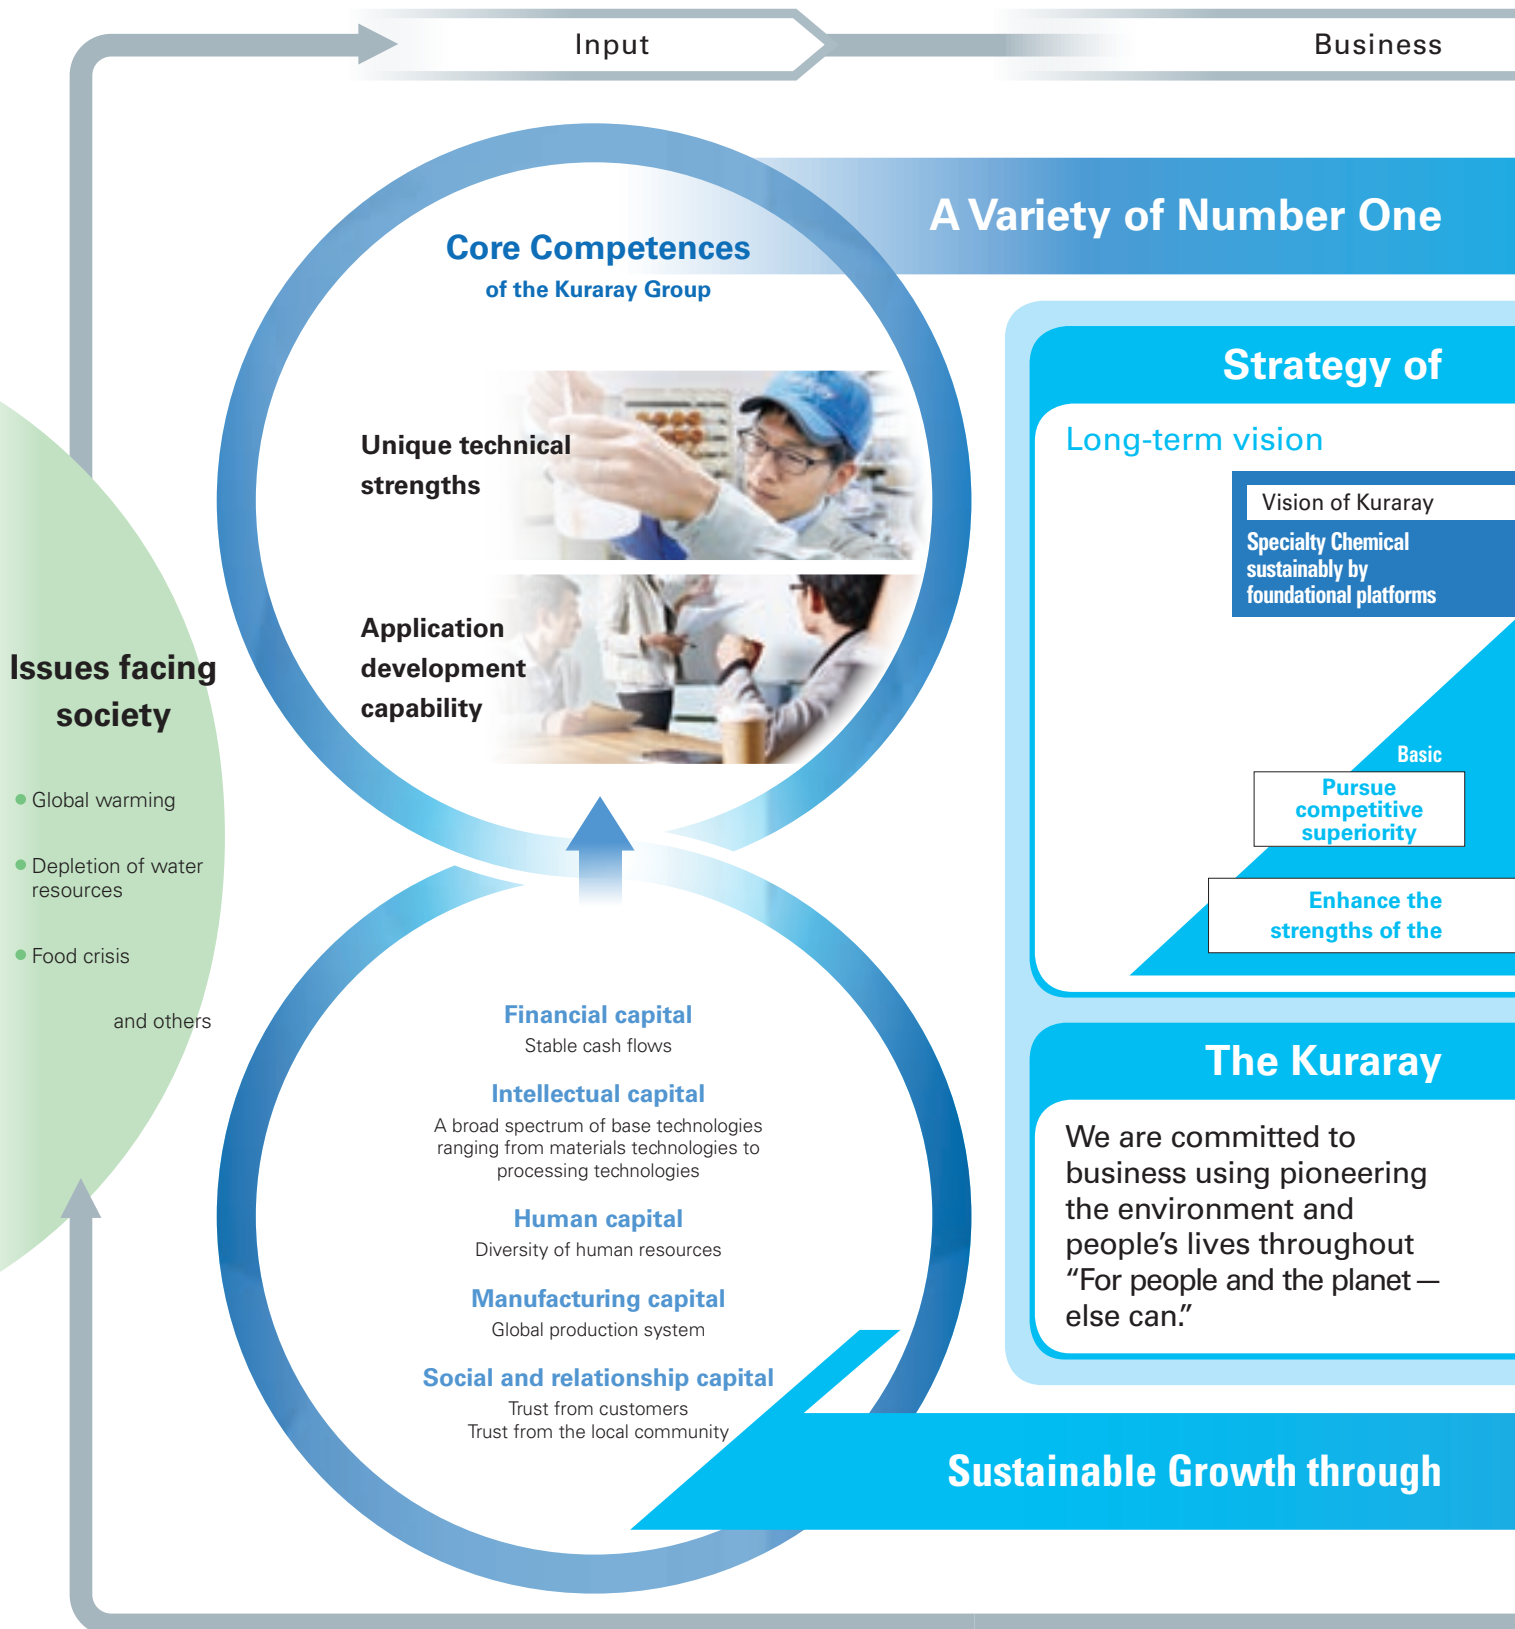 Input
Business
A Variety of Number One
Core Competences
of the Kuraray Group
Unique technical
strengths
Application
development
capability
Issues facing
society
• Global warming
• Depletion of water
resources
• Food crisis
and others
Financial capital
Stable cash flows
Intellectual capital
A broad spectrum of base technologies
ranging from materials technologies to
processing technologies
Human capital
Diversity of human resources
Manufacturing capital
Global production system
Social and relationship capital
Trust from customers
Trust from the local community
Strategy of
Long-term vision
Vision of Kuraray
Specialty Chemical
sustainably by
foundational platforms
Basic
Pursue
competitive
superiority
Enhance the
strengths of the
The Kuraray
We are committed to
business using pioneering
the environment and
people’s lives throughout
“For people and the planet—
else can.”
Sustainable Growth through